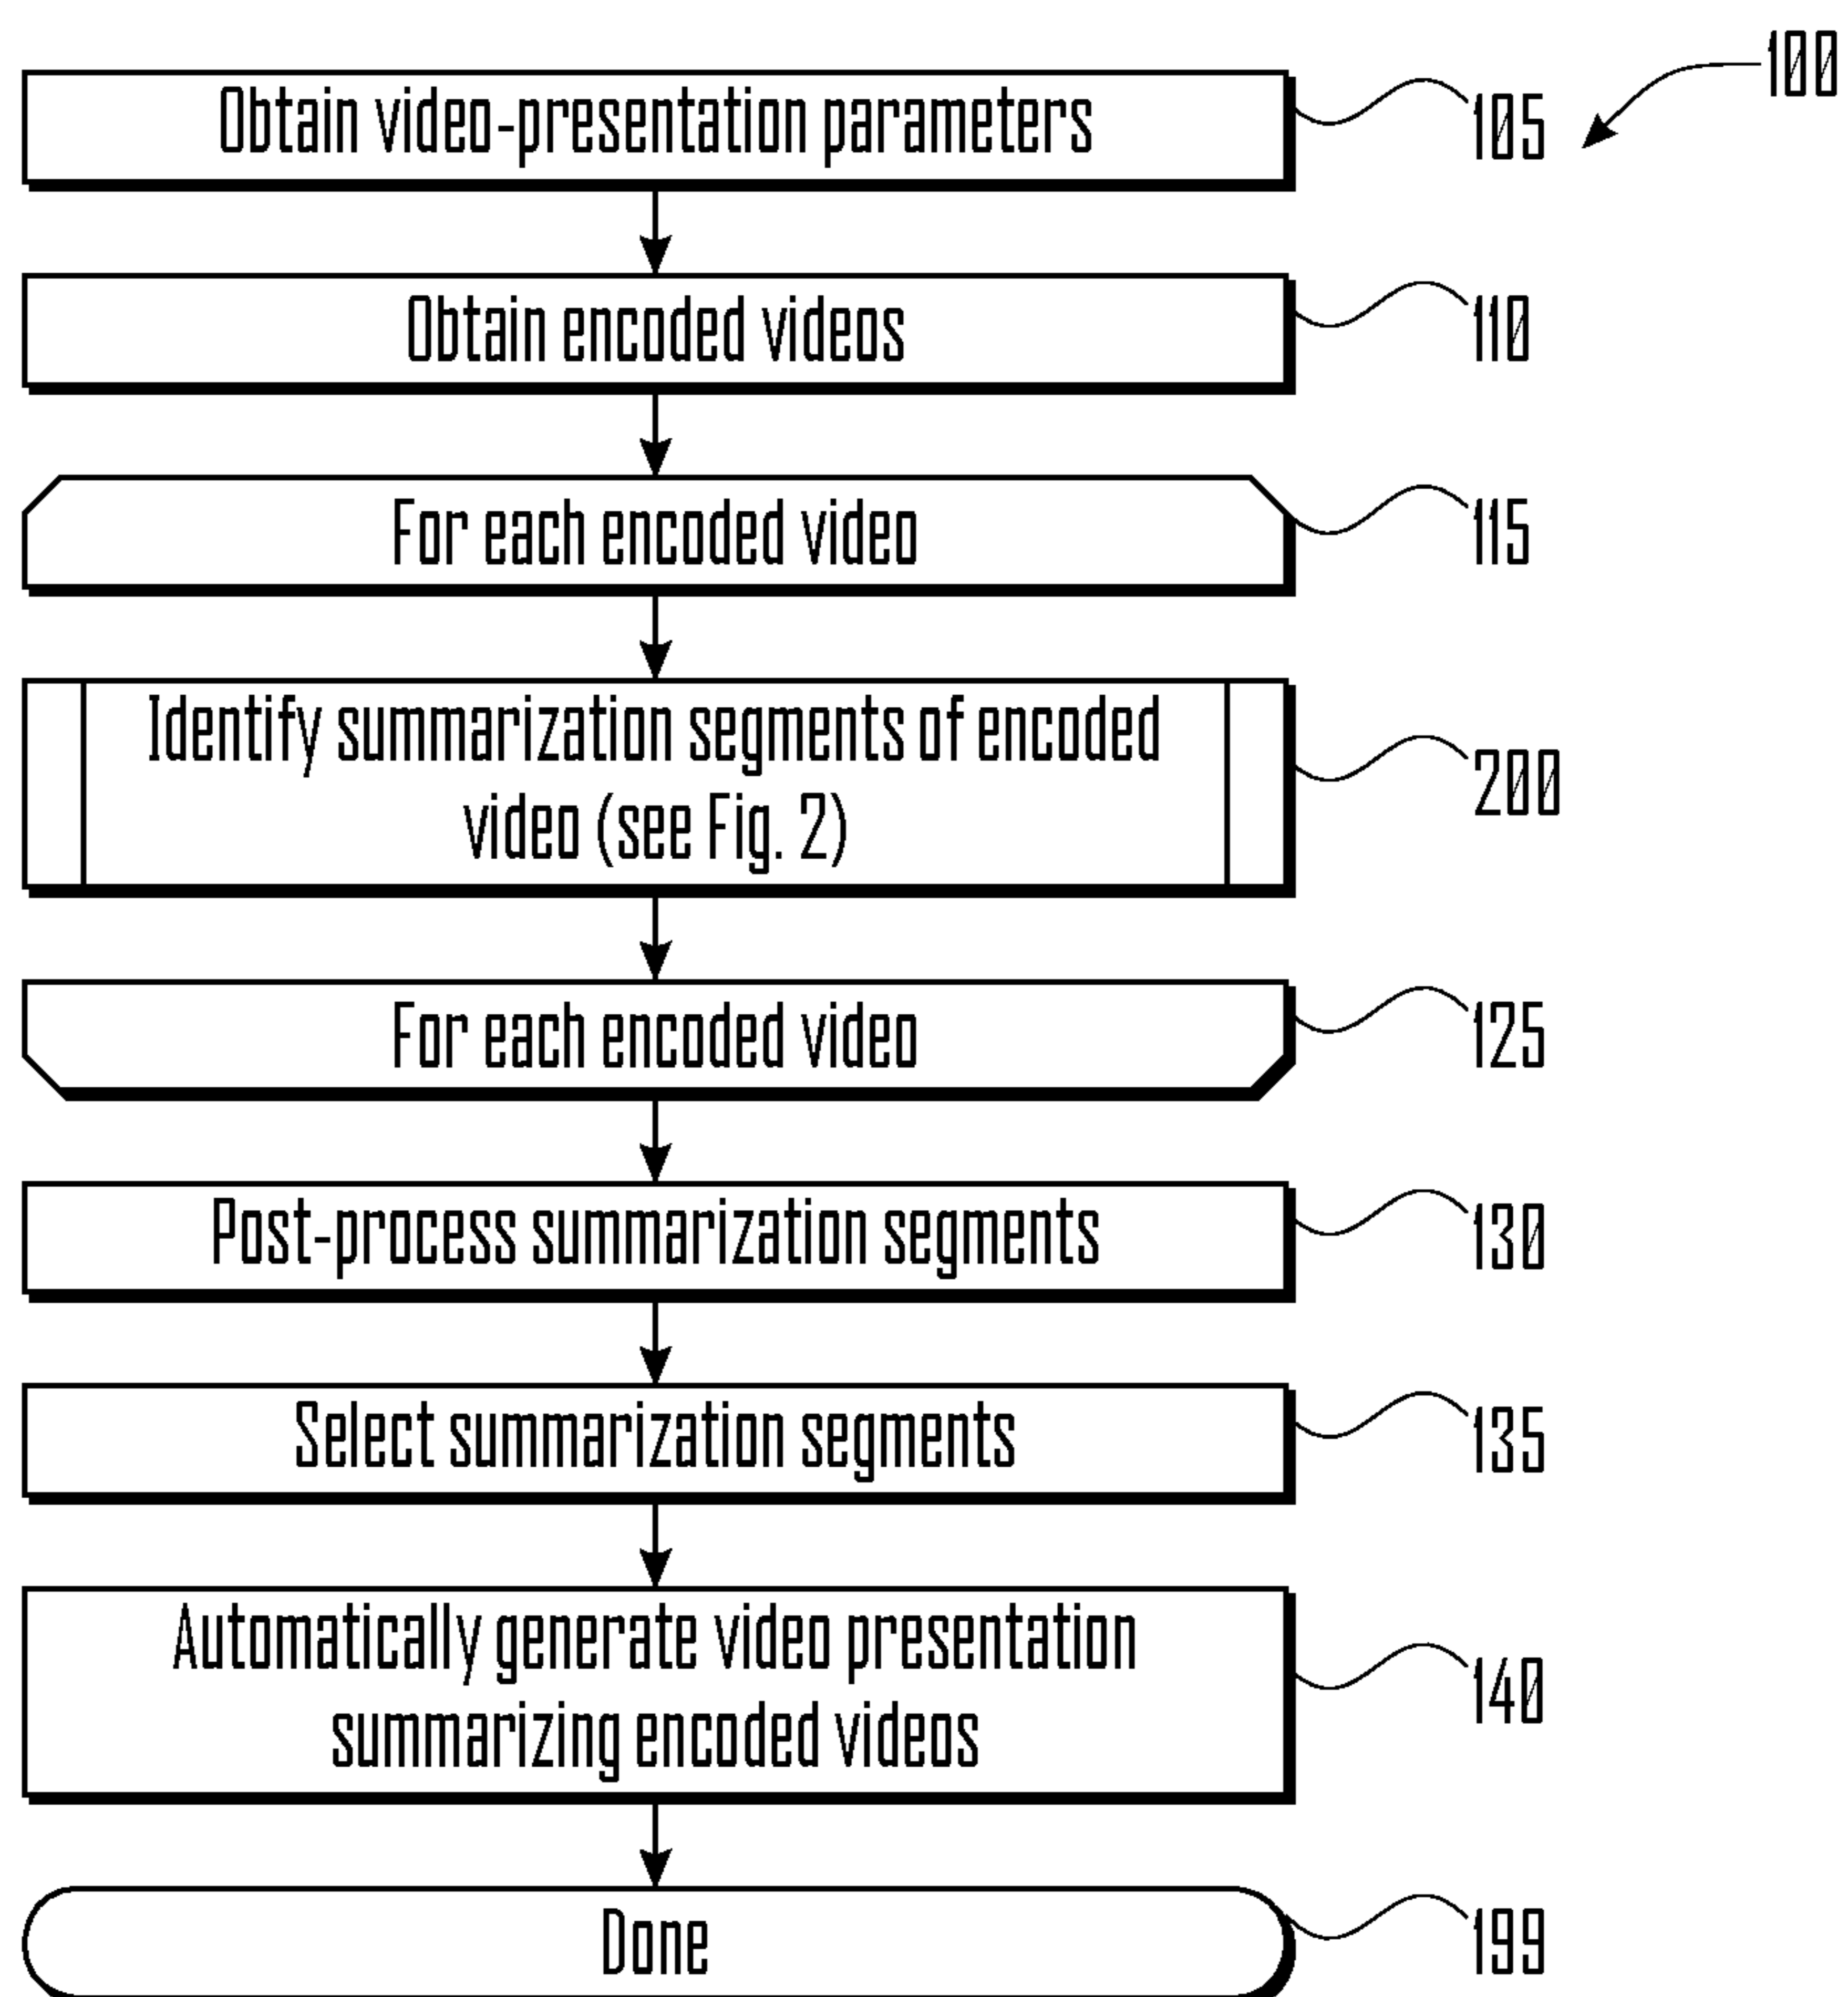 100
Obtain video-presentation parameters
105
Obtain encoded videos
110
For each encoded video
115
Identify summarization segments of encoded
video (see Fig. 2)
200
For each encoded video
125
Post-process summarization segments
130
Select summarization segments
135
Automatically generate video presentation
summarizing encoded videos
140
Done
199